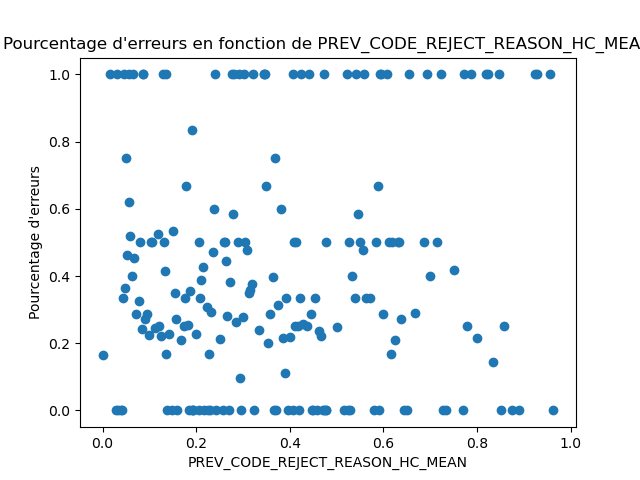 Pourcentage d'erreurs en fonction de PREV_CODE_REJECT_REASON_HC_MEA
1.0
0.8
0.6
0.4
0.2
0.0
Pourcentage d'erreurs
0.0 0.2 0.4 0.6 0.8 1.0
PREV_CODE_REJECT_REASON_HC_MEAN